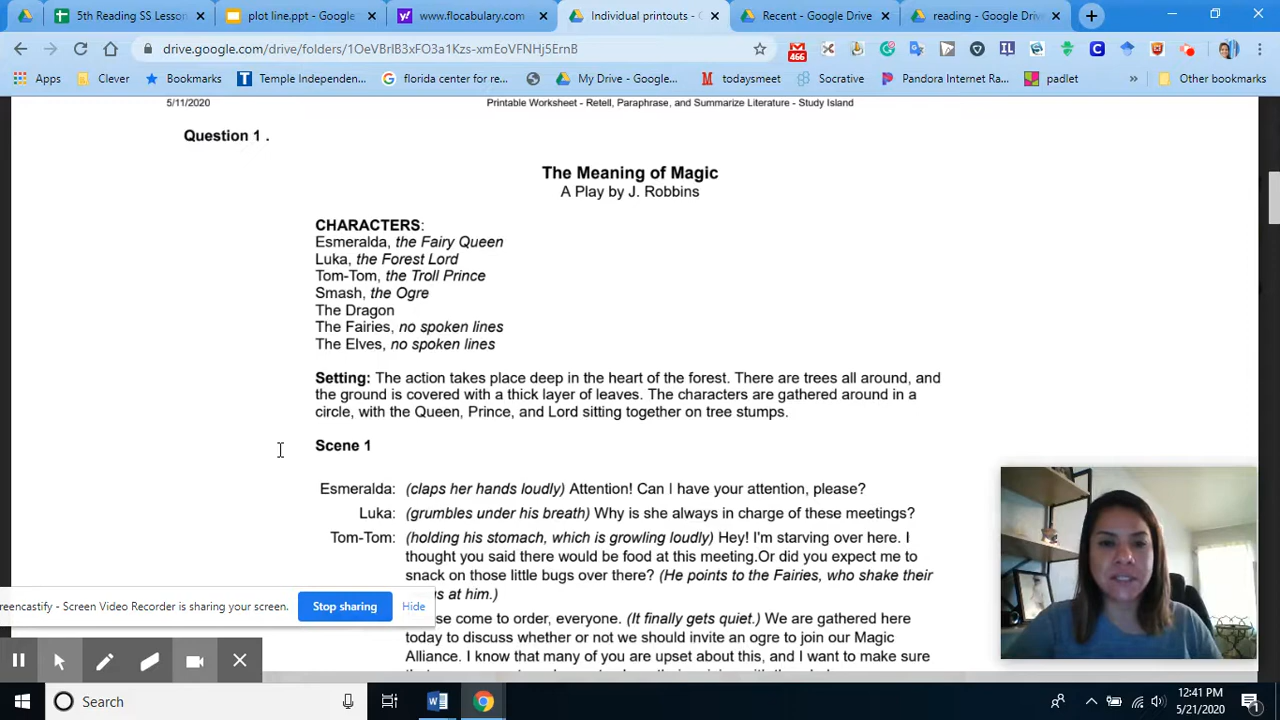 5th Reading SS Lesson
plot line.ppt - Google
www.flocabulary.com
Individual printouts -
Recent - Google Drive
reading - Google Drive
drive.google.com/drive/folders/1OeVBrIB3xFO3a1Kzs-xmEoVFNHj5ErnB
466
Apps
Clever
Bookmarks
Temple Independen...
florida center for re...
My Drive - Google...
todaysmeet
Socrative
Pandora Internet Ra...
padlet
»
Other bookmarks
5/11/2020
Printable Worksheet - Retell, Paraphrase, and Summarize Literature - Study Island
Question 1 .
The Meaning of Magic
A Play by J. Robbins
CHARACTERS:
Esmeralda, the Fairy Queen
Luka, the Forest Lord
Tom-Tom, the Troll Prince
Smash, the Ogre
The Dragon
The Fairies, no spoken lines
The Elves, no spoken lines
Setting: The action takes place deep in the heart of the forest. There are trees all around, and
the ground is covered with a thick layer of leaves. The characters are gathered around in a
circle, with the Queen, Prince, and Lord sitting together on tree stumps.
Scene 1
Esmeralda: (claps her hands loudly) Attention! Can I have your attention, please?
Luka: (grumbles under his breath) Why is she always in charge of these meetings?
Tom-Tom: (holding his stomach, which is growling loudly) Hey! I'm starving over here. I
thought you said there would be food at this meeting.Or did you expect me to
snack on those little bugs over there? (He points to the Fairies, who shake their
at him.)
come to order, everyone. (It finally gets quiet.) We are gathered here
today to discuss whether or not we should invite an ogre to join our Magic
Alliance. I know that many of you are upset about this, and I want to make sure
reencastify - Screen Video Recorder is sharing your screen.
Stop sharing
Hide
Search
12:41 PM
5/21/2020